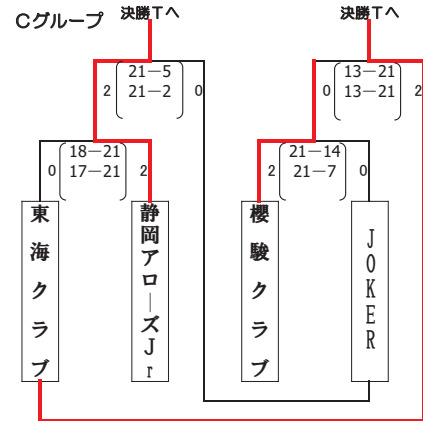 Cグループ
決勝Tへ
決勝Tへ
21-5
2 21-2 0
13-21
0 13-21 2
18-21
0 17-21 2
21-14
2 21-7 0
東海クラブ
静岡アローズJr
櫻駿クラブ
JOKER